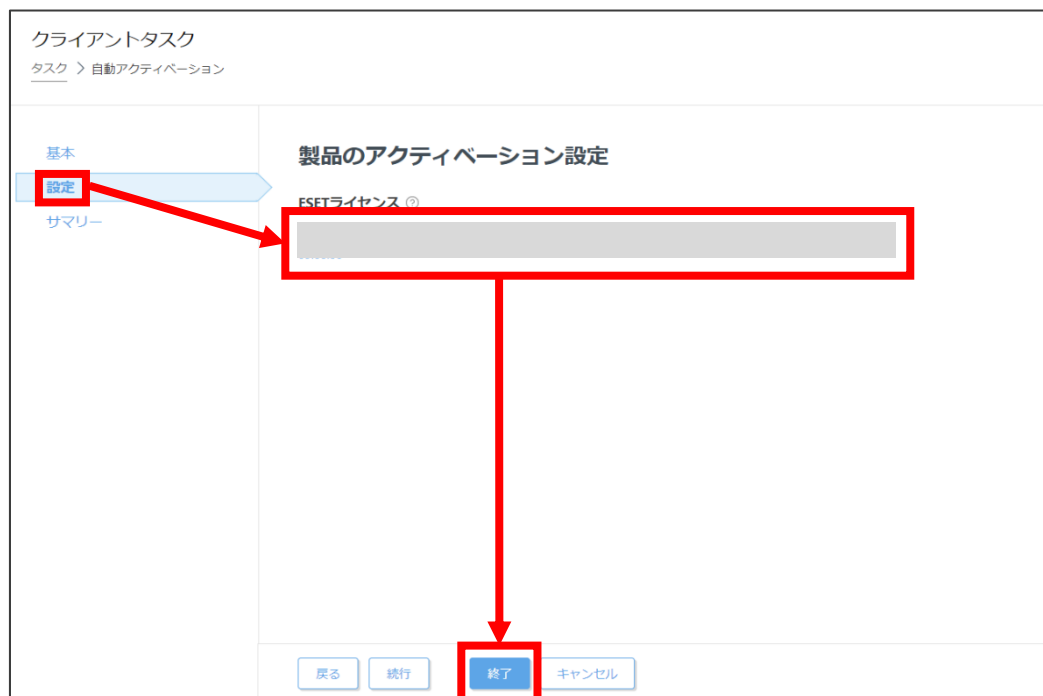 クライアントタスク
タスク > 自動アクティベーション
基本
設定
サマリー
製品のアクティベーション設定
ESETライセンス ?
戻る 続行 終了 キャンセル